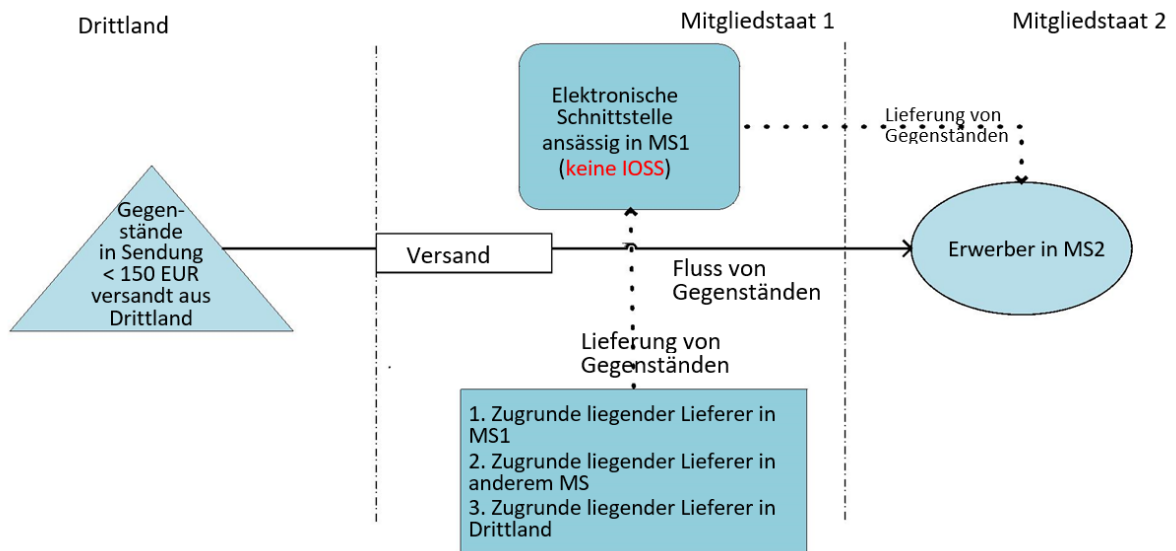 Drittland
Mitgliedstaat 1
Mitgliedstaat 2
Elektronische
Schnittstelle
ansässig in MS1
(keine IOSS)
Lieferung von
Gegenständen
Gegen-
stände
in Sendung
< 150 EUR
versandt aus
Drittland
Versand
Fluss von
Gegenständen
Erwerber in MS2
Lieferung von
Gegenständen
1. Zugrunde liegender Lieferer in
MS1
2. Zugrunde liegender Lieferer in
anderem MS
3. Zugrunde liegender Lieferer in
Drittland